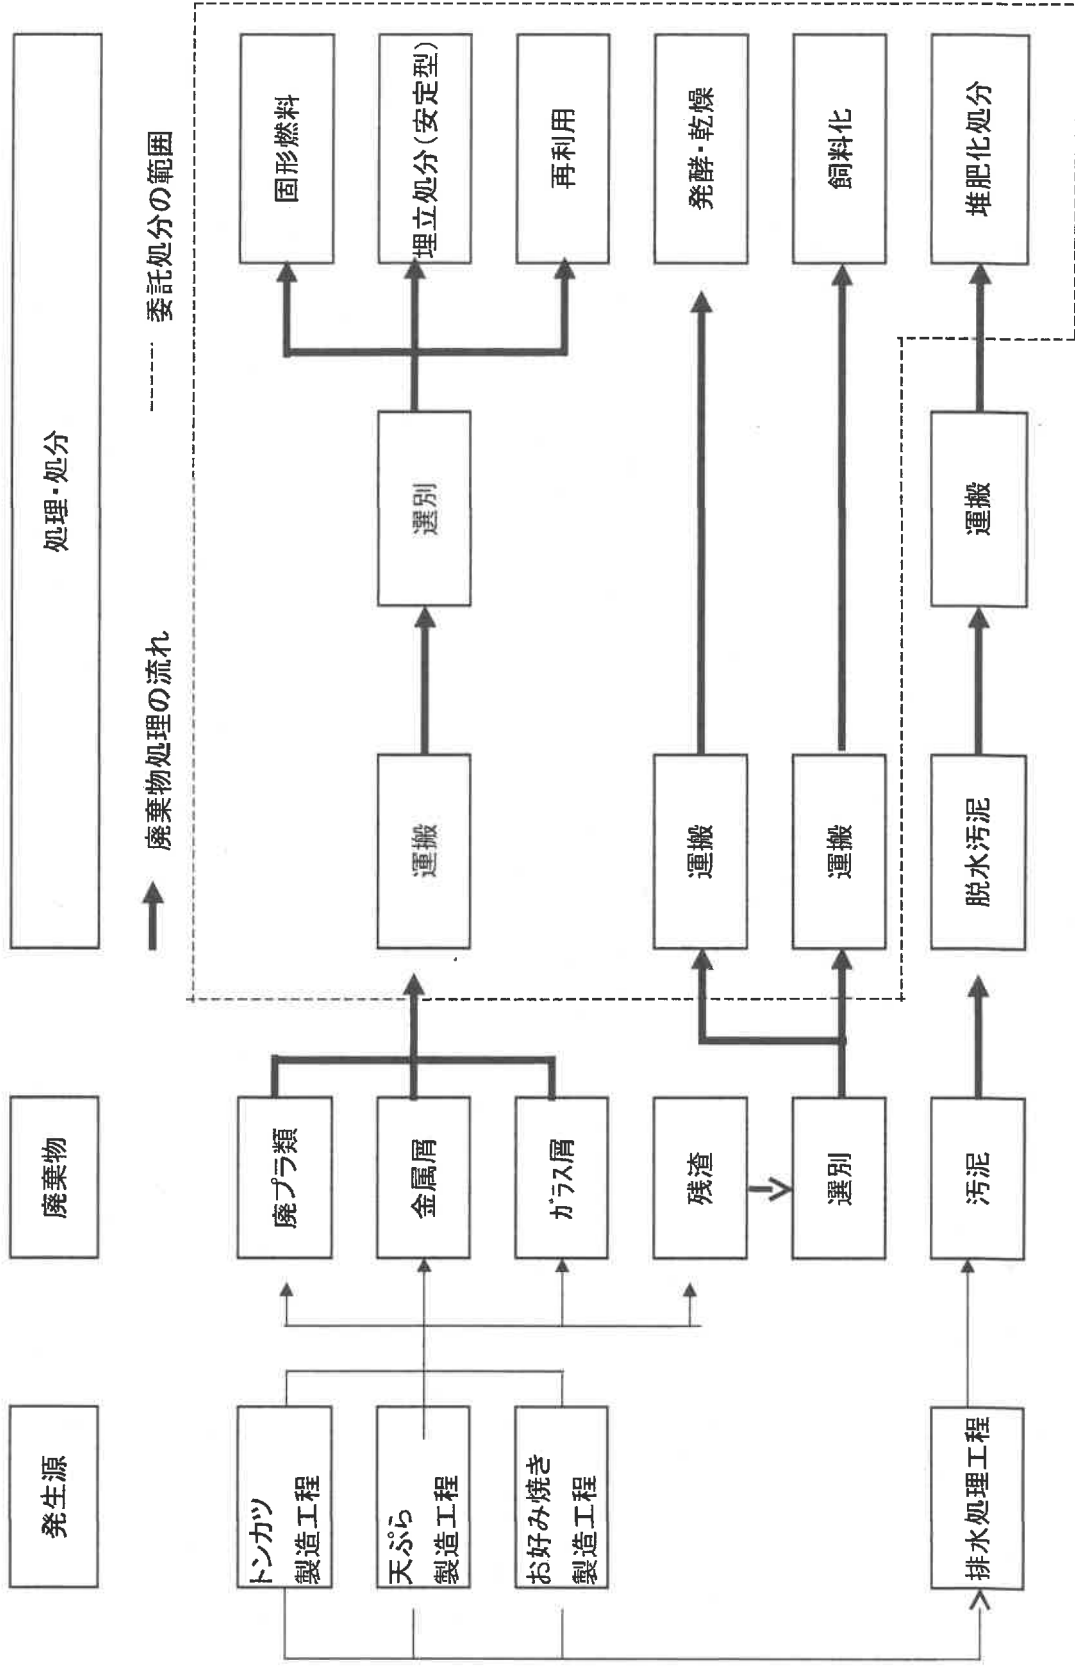 発生源
廃棄物
処理・処分
廃棄物処理の流れ
委託処分の範囲
トンカツ
製造工程
廃プラ類
固形燃料
天ぷら
製造工程
金属屑
運搬
選別
埋立処分(安定型)
お好み焼き
製造工程
ガラス屑
再利用
残渣
運搬
発酵・乾燥
選別
運搬
飼料化
排水処理工程
汚泥
脱水汚泥
運搬
堆肥化処分